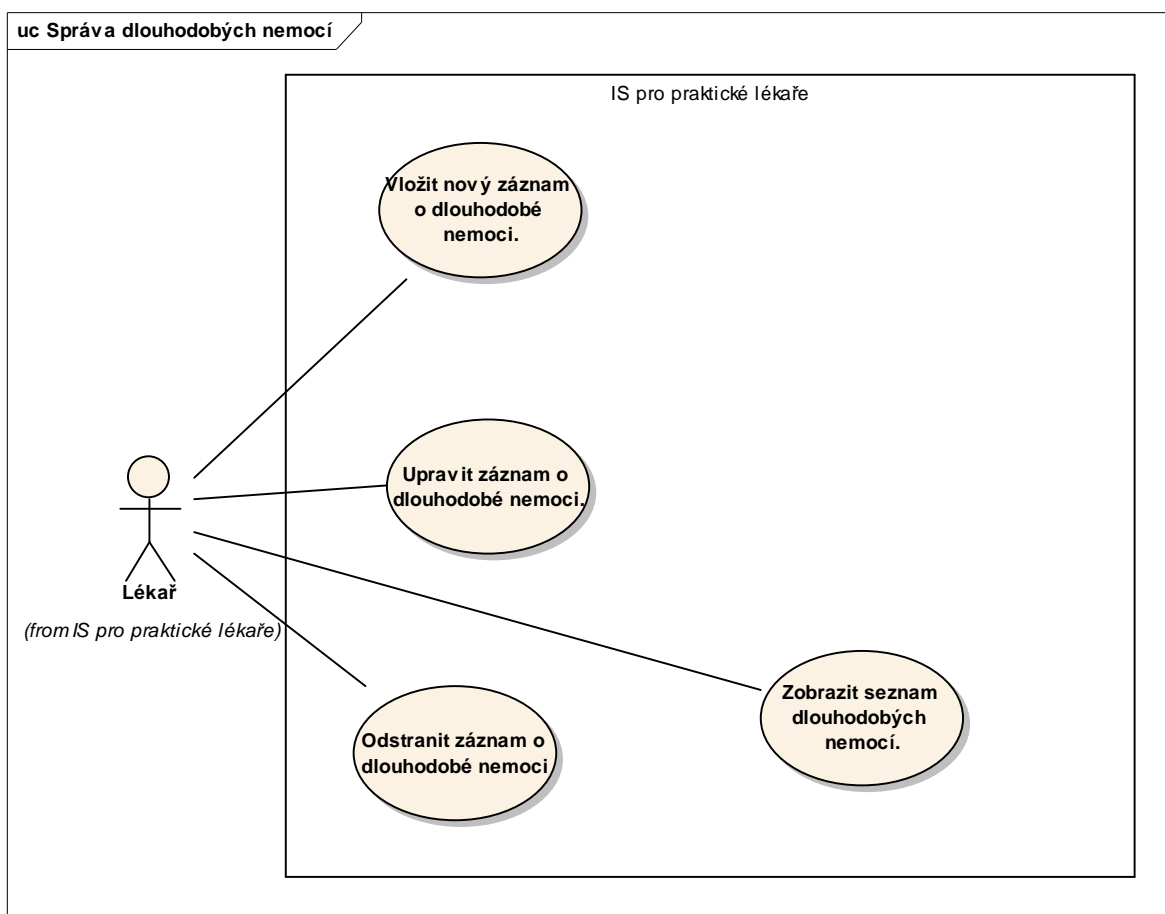 uc Správa dlouhodobých nemocí
IS pro praktické lékaře
Vložit nový záznam
o dlouhodobé
nemoci.
Upravit záznam o
dlouhodobé nemoci.
Lékař
(from IS pro praktické lékaře)
Zobrazit seznam
dlouhodobých
nemocí.
Odstranit záznam o
dlouhodobé nemoci